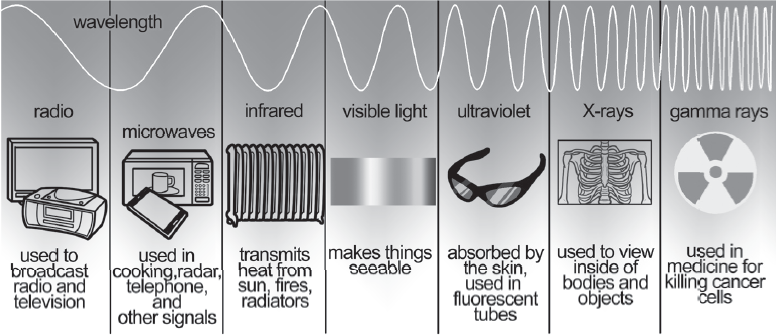 wavelength
radio
microwaves
infrared
visible light
ultraviolet
X-rays
gamma rays
used to
broadcast
radio and
television
used in
cooking,radar,
telephone,
and
other signals
transmits
heat from
sun, fires,
radiators
makes things
seeable
absorbed by
the skin,
used in
fluorescent
tubes
used to view
inside of
bodies and
objects
used in
medicine for
killing cancer
cells